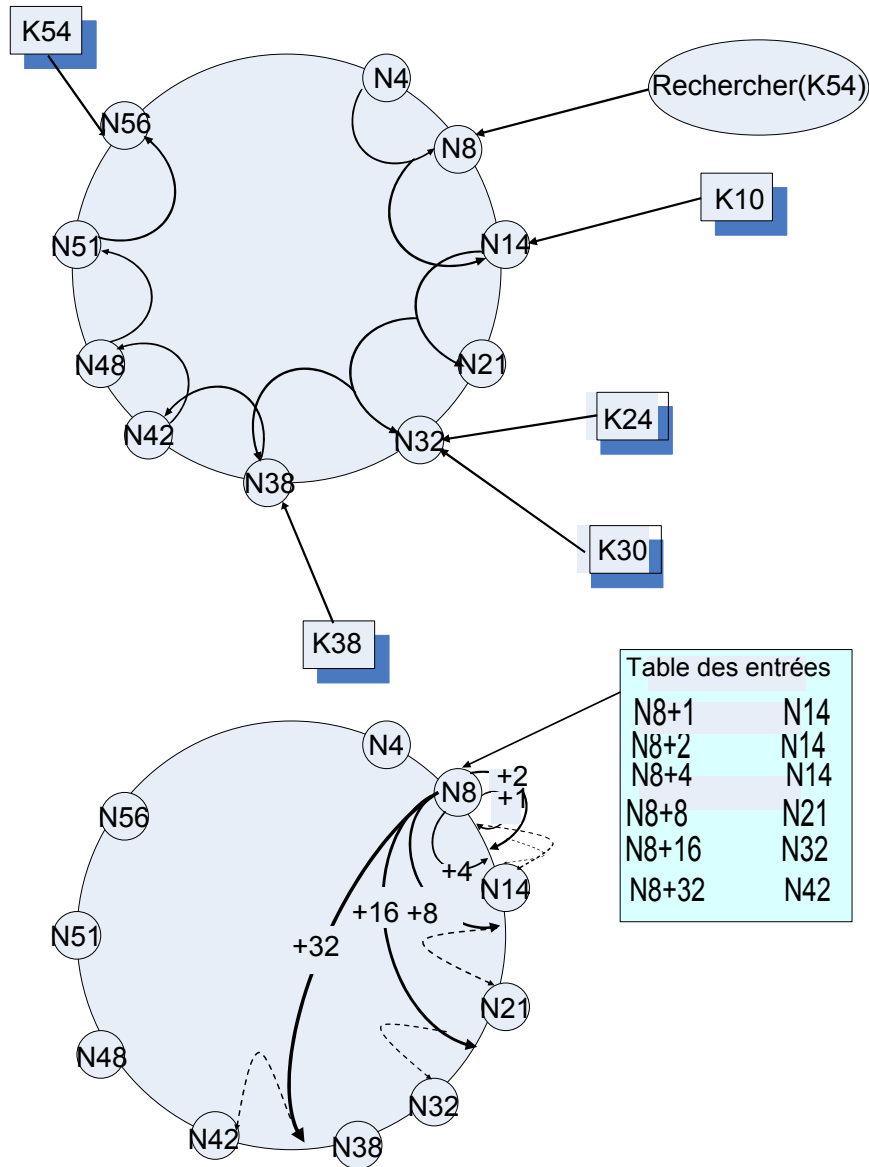 K54
N4
Rechercher(K54)
N56
N8
K10
N51
N14
N48
N21
K24
N42
N32
N38
K30
K38
Table des entrées
N8+1 N14
N8+2 N14
N8+4 N14
N8+8 N21
N8+16 N32
N8+32 N42
N4
+2
N8
+1
N56
+4
N14
+16
+8
N51
+32
N21
N48
N32
N42
N38